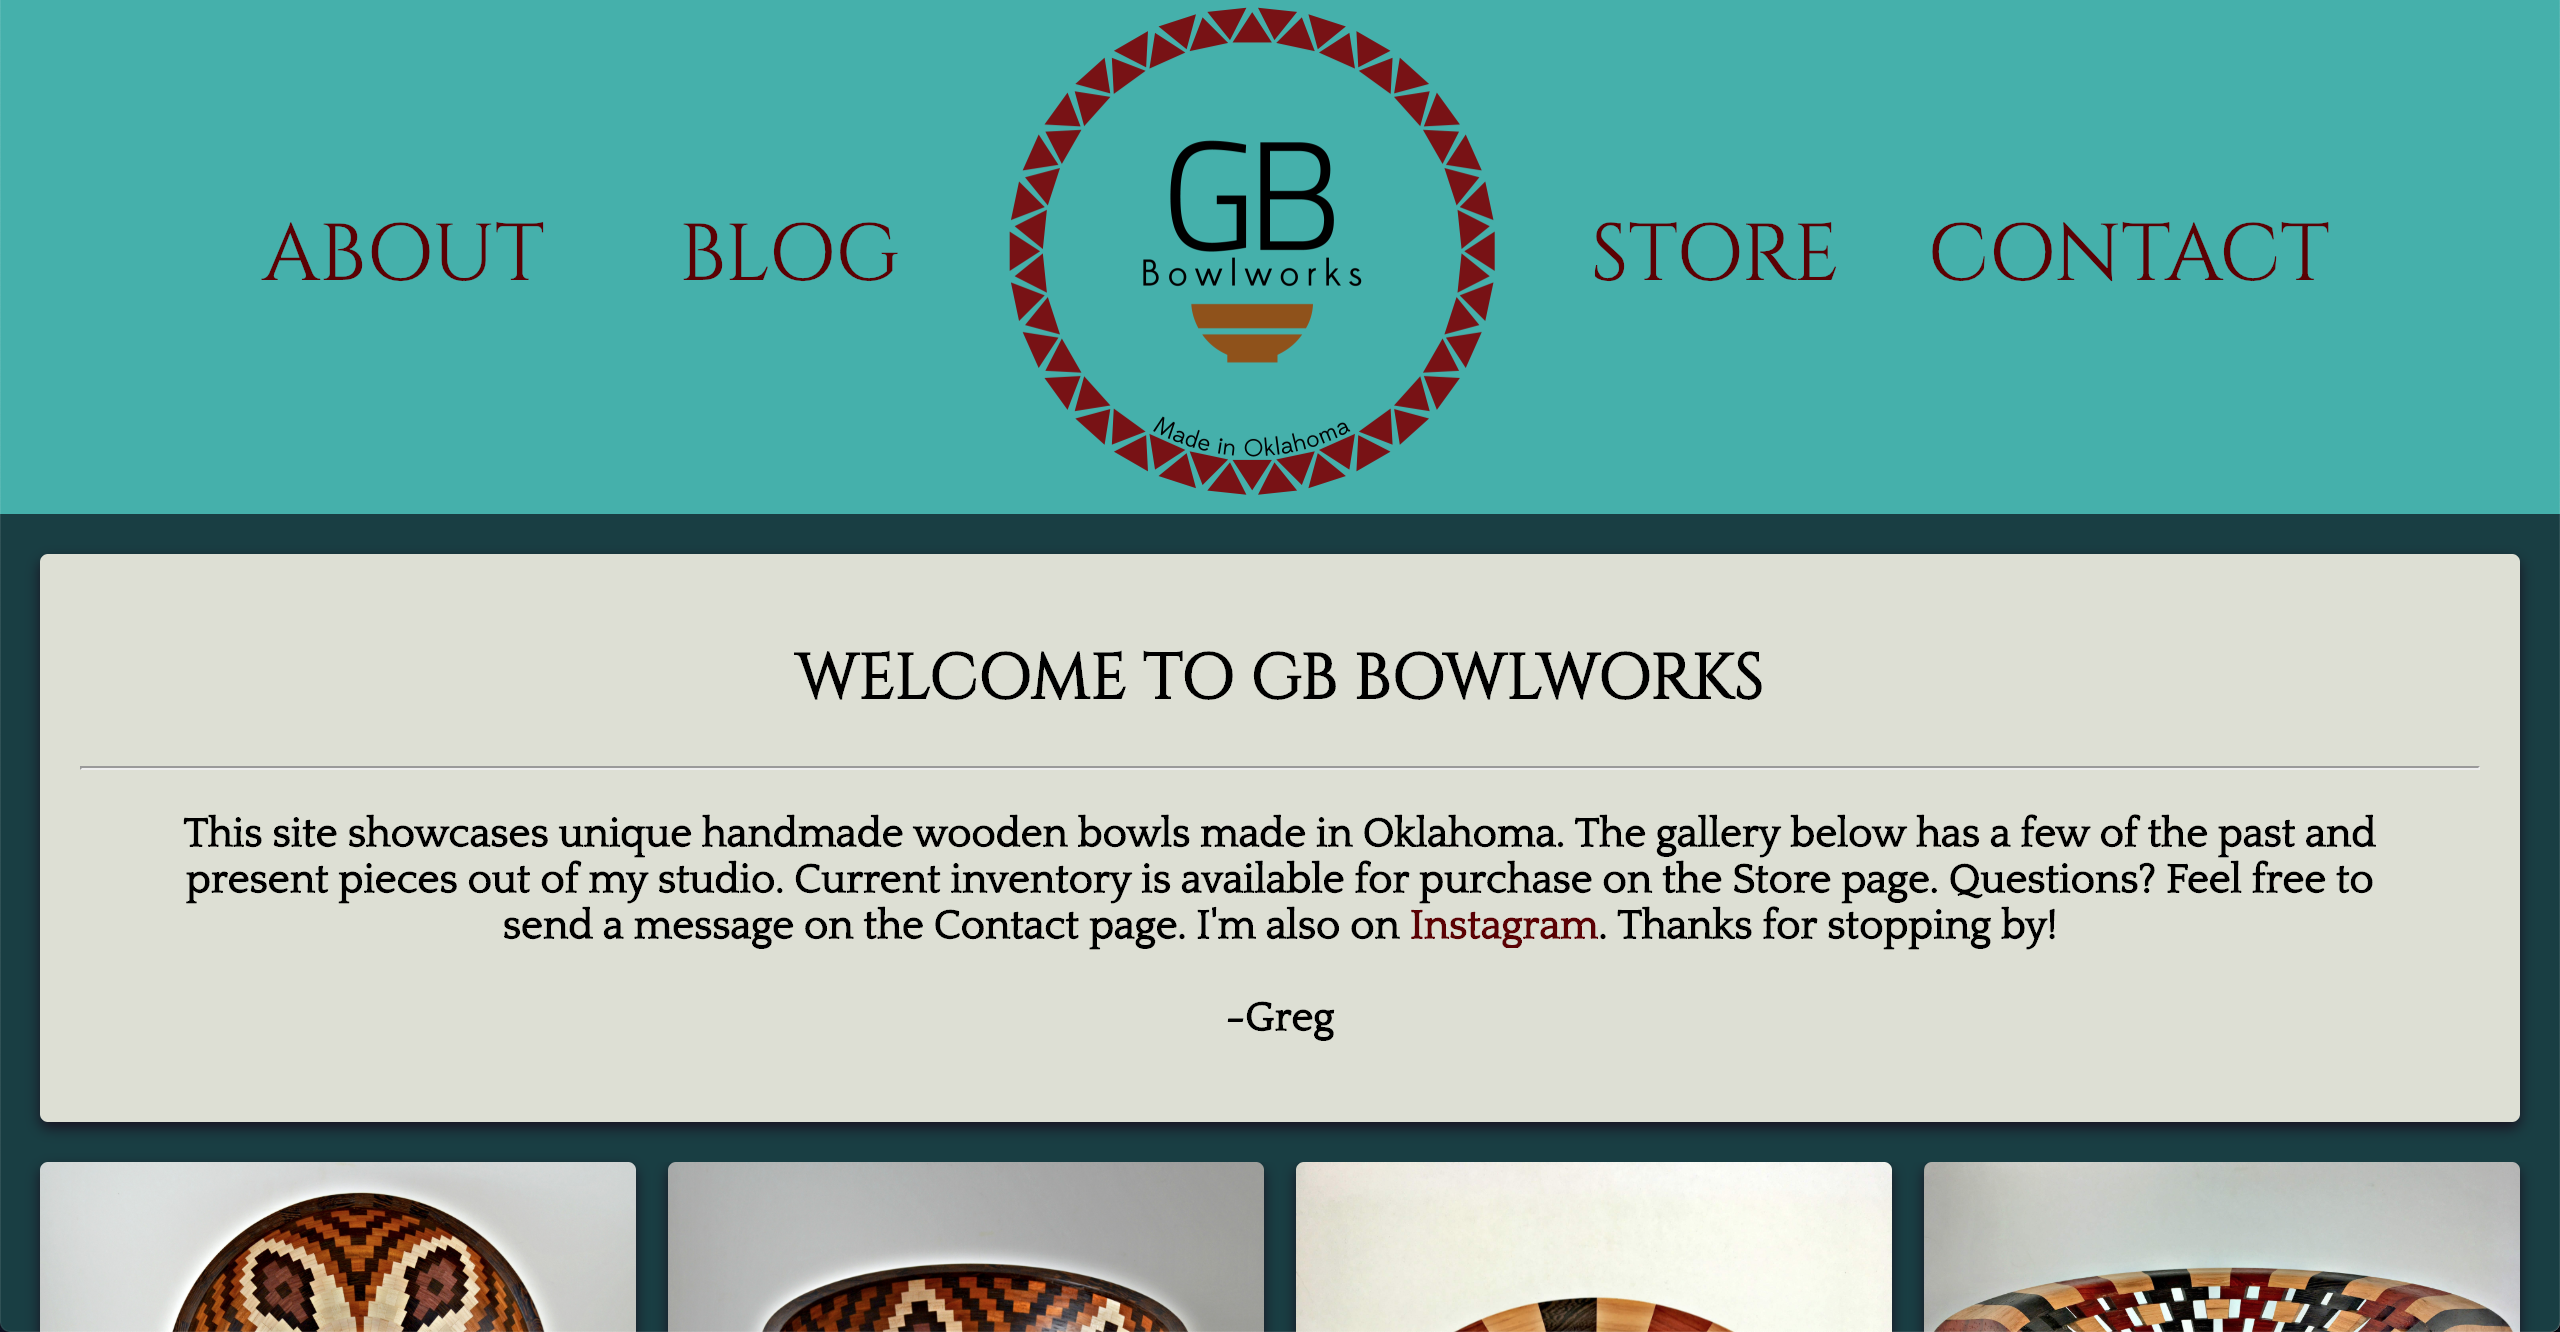 ABOUT
BLOG
GB
Bowlworks
Made in Oklahoma
STORE
CONTACT
WELCOME TO GB BOWLWORKS
This site showcases unique handmade wooden bowls made in Oklahoma. The gallery below has a few of the past and
present pieces out of my studio. Current inventory is available for purchase on the Store page. Questions? Feel free to
send a message on the Contact page. I'm also on Instagram. Thanks for stopping by!
-Greg